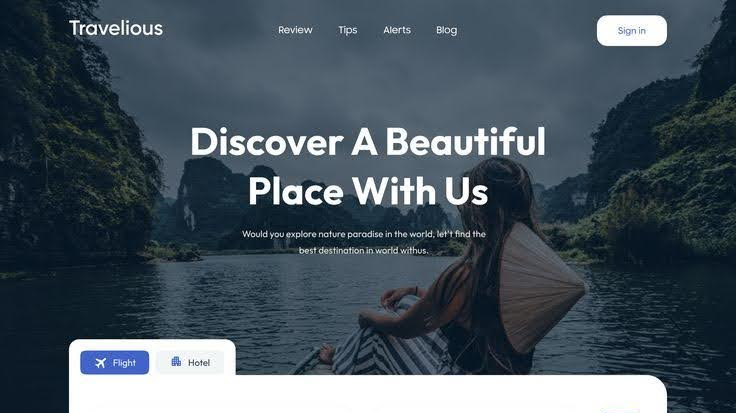 Travelious
Review Tips Alerts Blog
Sign in
Discover A Beautiful
Place With Us
Would you explore nature paradise in the world, let's find the
best destination in world withus.
Flight Hotel